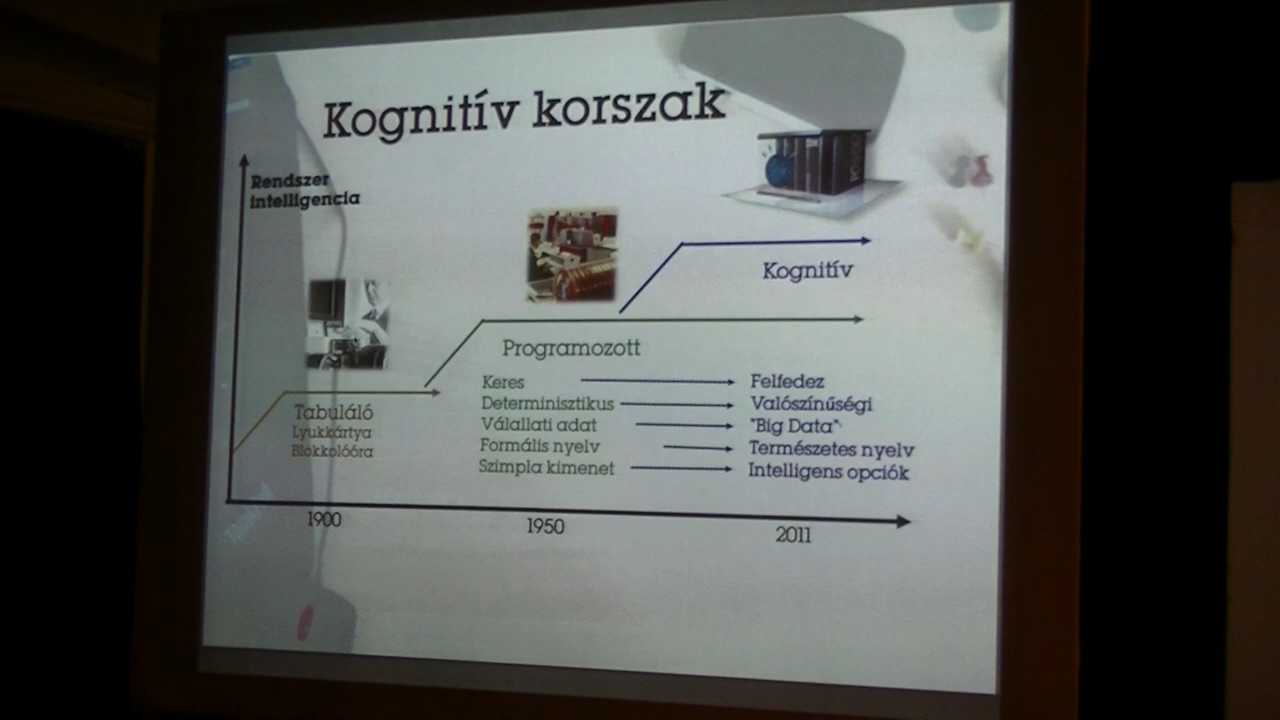 Kognitív korszak
Rendszer
intelligencia
Kognitív
Programozott
Keres
Felfedez
Determinisztikus
Valószínűségi
Válallati adat
"Big Data"
Formális nyelv
Természetes nyelv
Szimpla kimenet
Intelligens opciók
Tabuláló
Lyukkártya
Blokkolóóra
1900
1950
2011